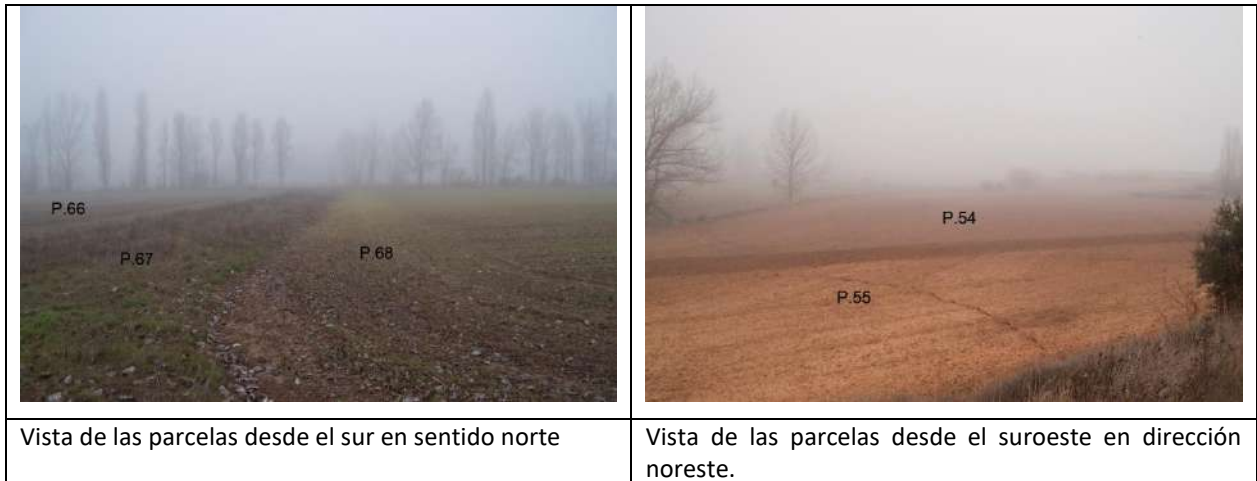 P.66
P.67
P.68
P.54
P.55
Vista de las parcelas desde el sur en sentido norte
Vista de las parcelas desde el suroeste en dirección
noreste.